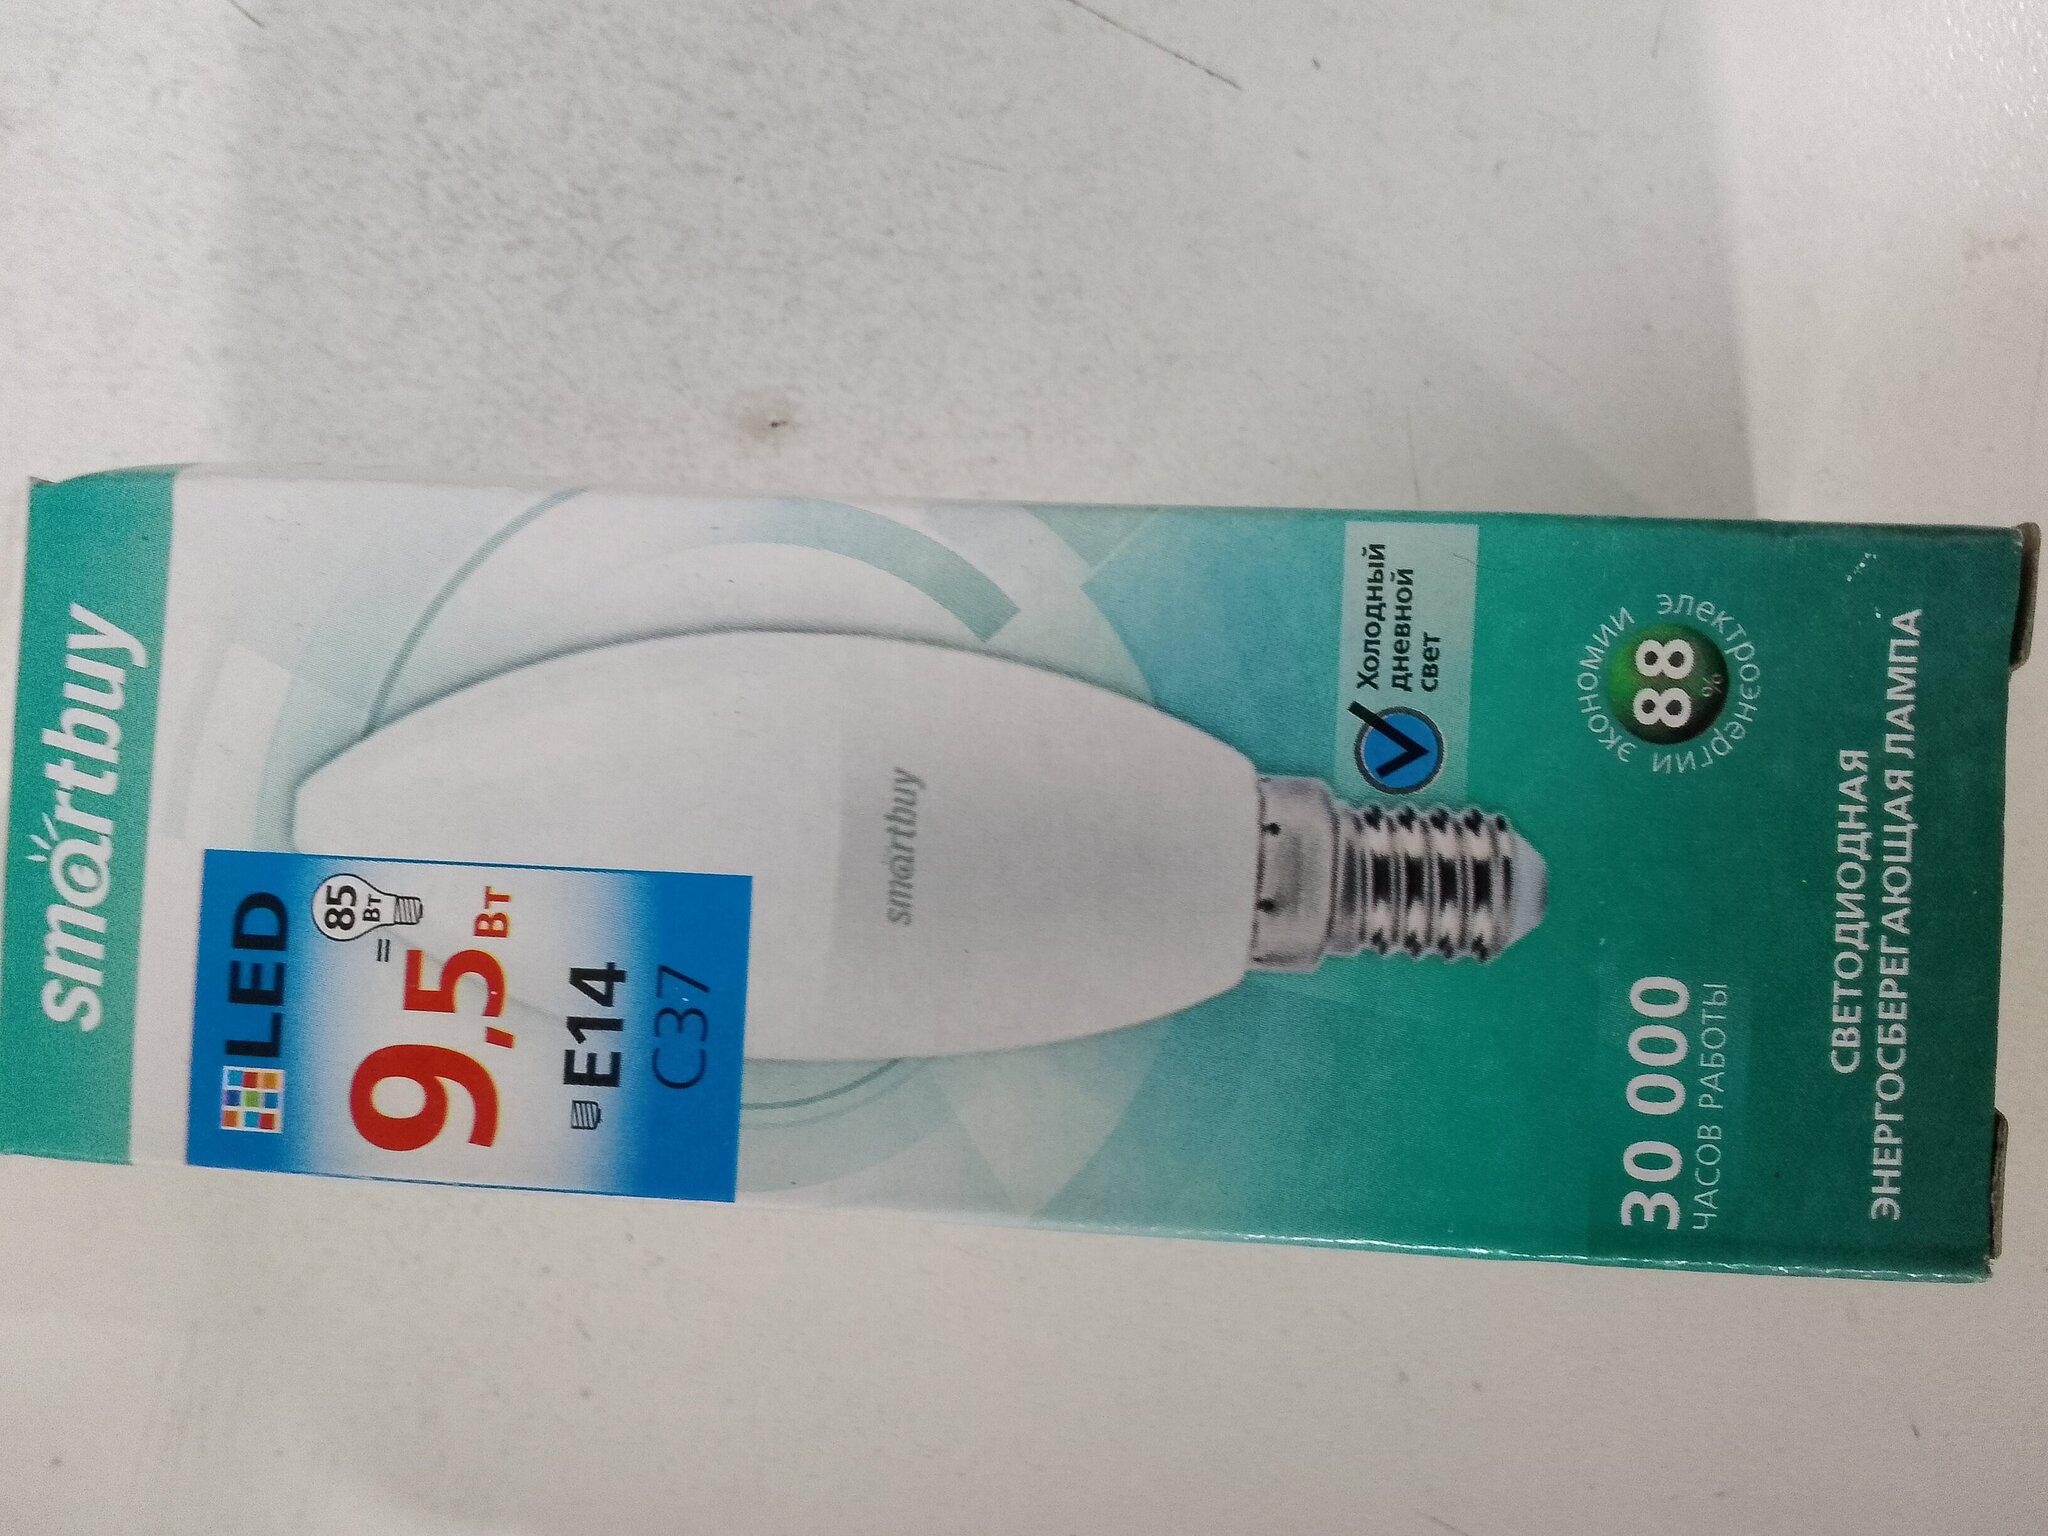 smartbuy
LED
9,5 Вт
= 85 Вт
E14
C37
smartbuy
Холодный
дневной
свет
30 000
ЧАСОВ РАБОТЫ
88%
экономии электроэнергии
СВЕТОДИОДНАЯ
ЭНЕРГОСБЕРЕГАЮЩАЯ ЛАМПА